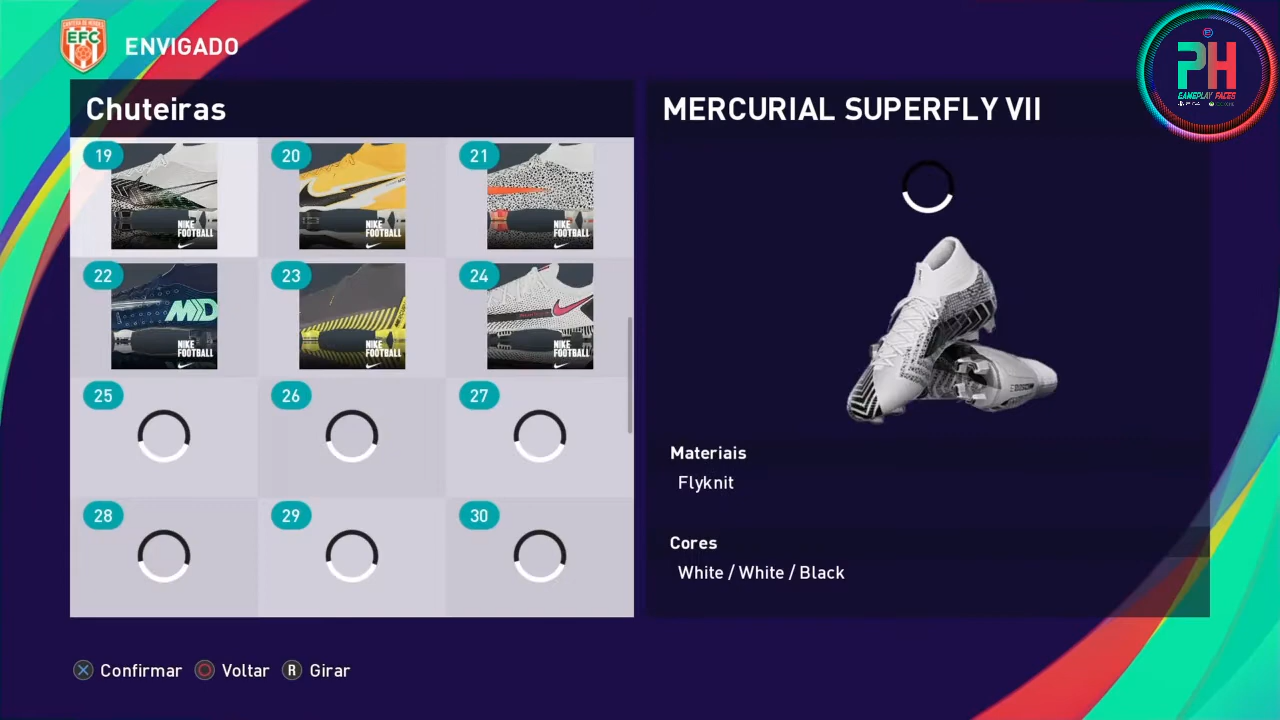 EFC
ENVIGADO
PH
GAMEPLAY FACES
Chuteiras
MERCURIAL SUPERFLY VII
19
20
21
NIKE
FOOTBALL
NIKE
FOOTBALL
NIKE
FOOTBALL
22
23
24
NIKE
FOOTBALL
NIKE
FOOTBALL
NIKE
FOOTBALL
25
26
27
28
29
30
Materiais
Flyknit
Cores
White / White / Black
Confirmar
Voltar
R
Girar